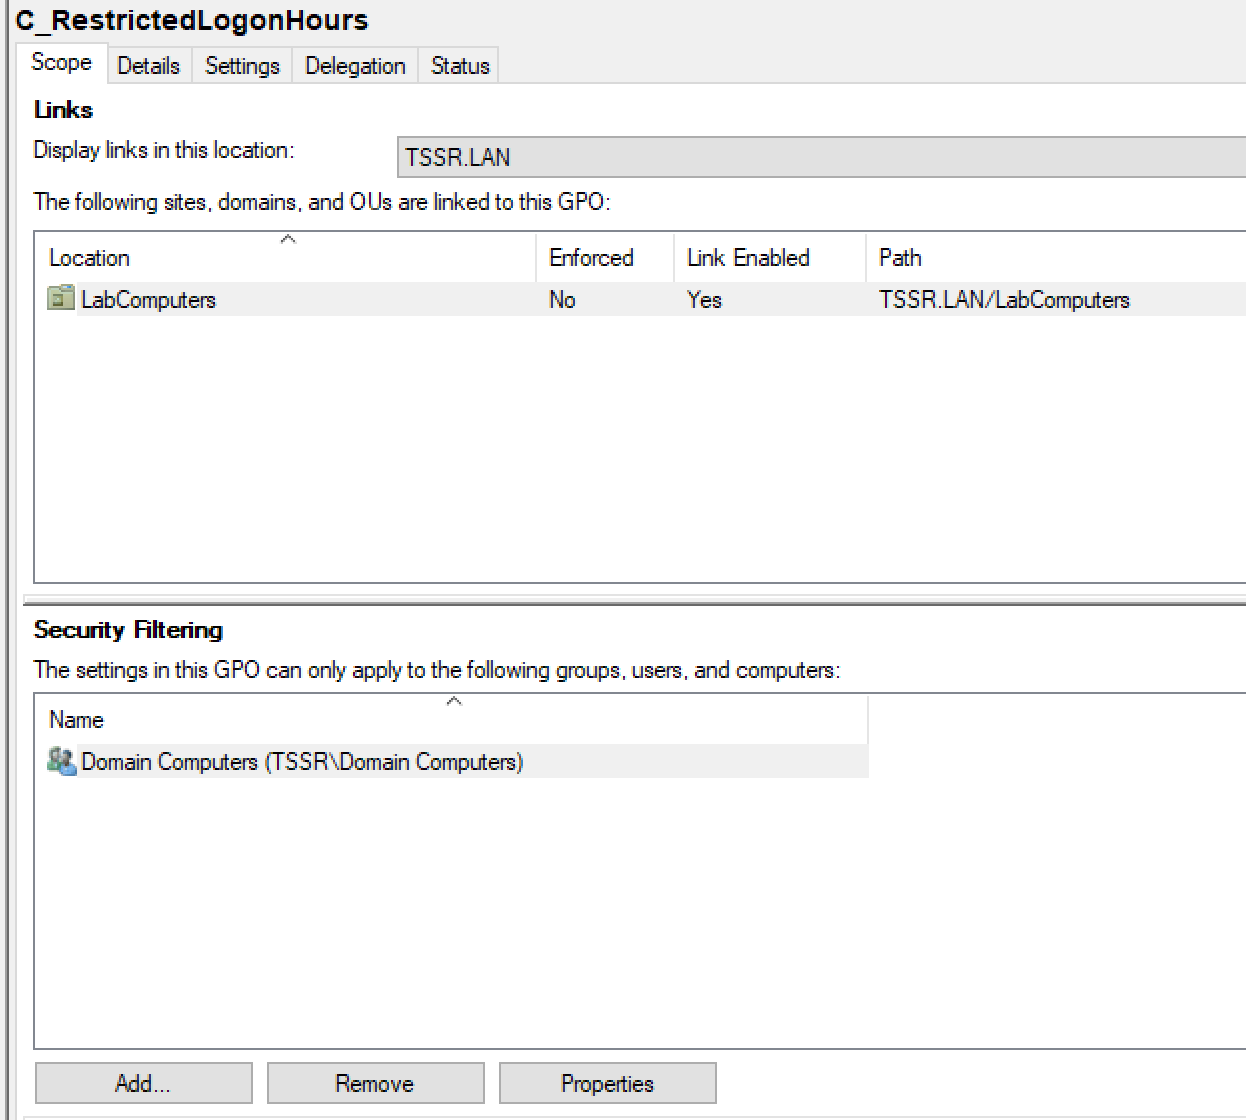 C_RestrictedLogonHours
Scope Details Settings Delegation Status
Links
Display links in this location: TSSR.LAN
The following sites, domains, and OUs are linked to this GPO:
Location Enforced Link Enabled Path
LabComputers No Yes TSSR.LAN/LabComputers
Security Filtering
The settings in this GPO can only apply to the following groups, users, and computers:
Name
Domain Computers (TSSR\Domain Computers)
Add... Remove Properties